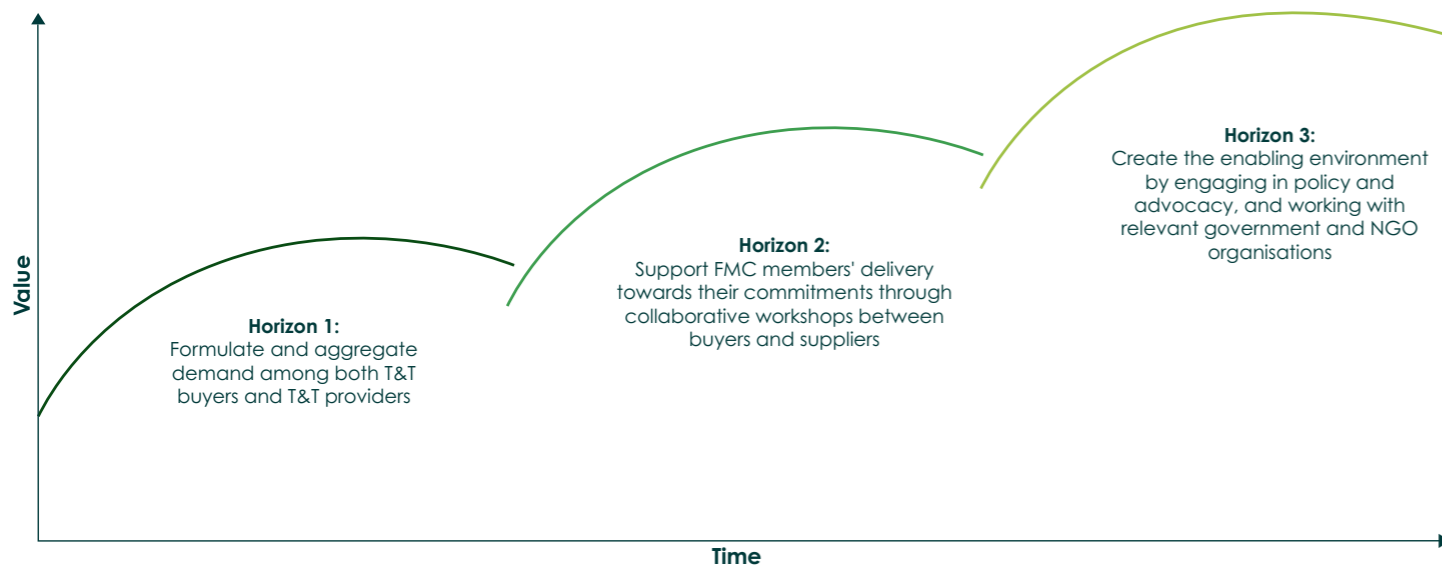 Value
Horizon 1:
Formulate and aggregate
demand among both T&T
buyers and T&T providers
Horizon 2:
Support FMC members' delivery
towards their commitments through
collaborative workshops between
buyers and suppliers
Horizon 3:
Create the enabling environment
by engaging in policy and
advocacy, and working with
relevant government and NGO
organisations
Time